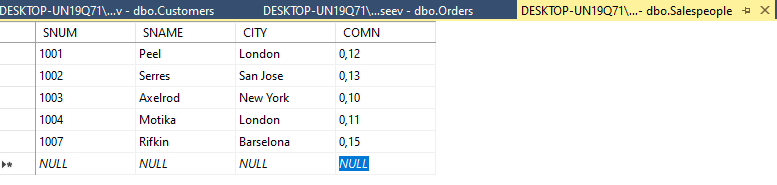 DESKTOP-UN19Q71\...v - dbo.Customers DESKTOP-UN19Q71\...seev - dbo.Orders DESKTOP-UN19Q71\...- dbo.Salespeople
SNUM SNAME CITY COMN
1001 Peel London 0,12
1002 Serres San Jose 0,13
1003 Axelrod New York 0,10
1004 Motika London 0,11
1007 Rifkin Barselona 0,15
NULL NULL NULL NULL